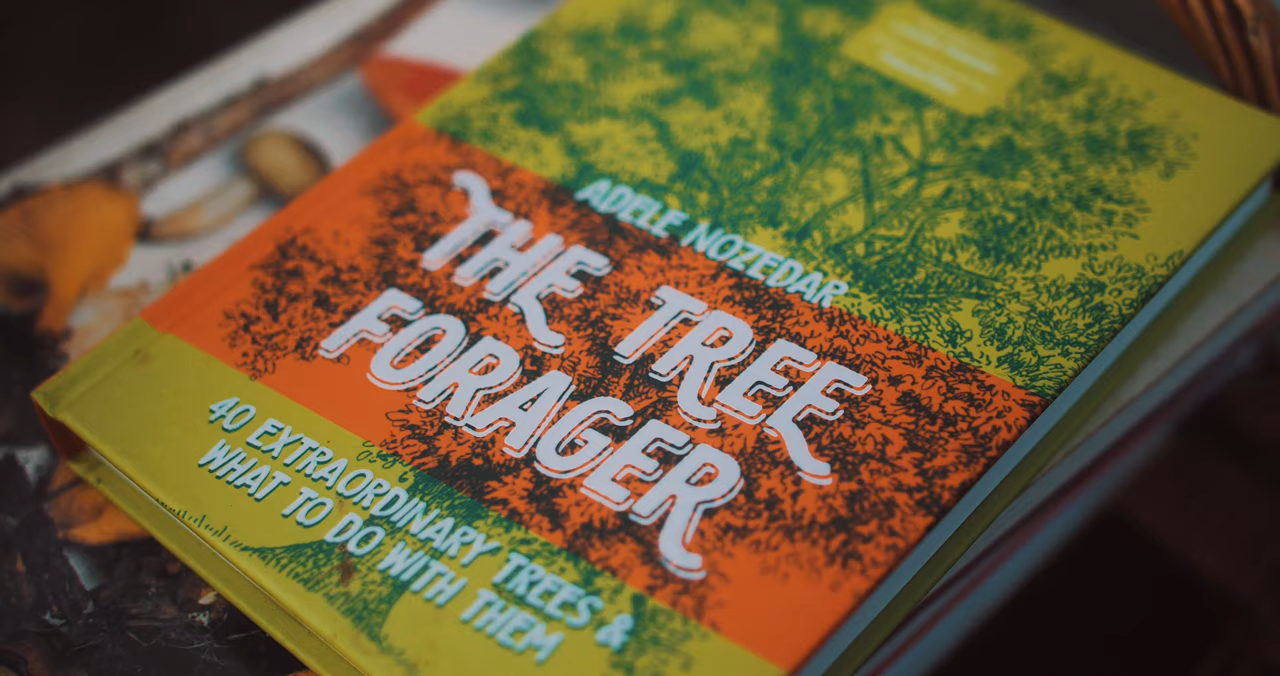 ADELE NOZEDAR
THE TREE
FORAGER
40 EXTRAORDINARY TREES &
WHAT TO DO WITH THEM